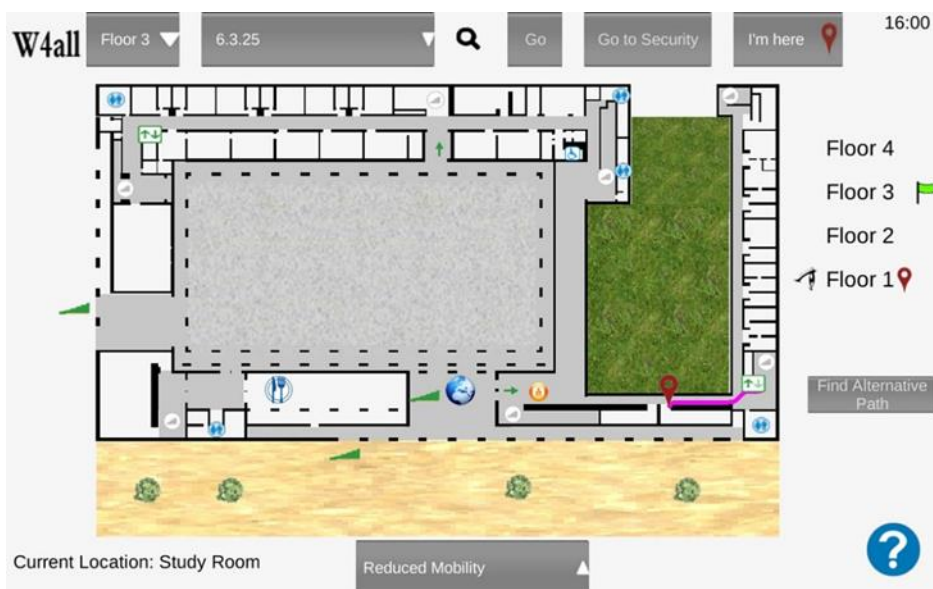 W4all
Floor 3
6.3.25
Go
Go to Security
I'm here
16:00
Floor 4
Floor 3
Floor 2
Floor 1
Find Alternative
Path
Current Location: Study Room
Reduced Mobility
?